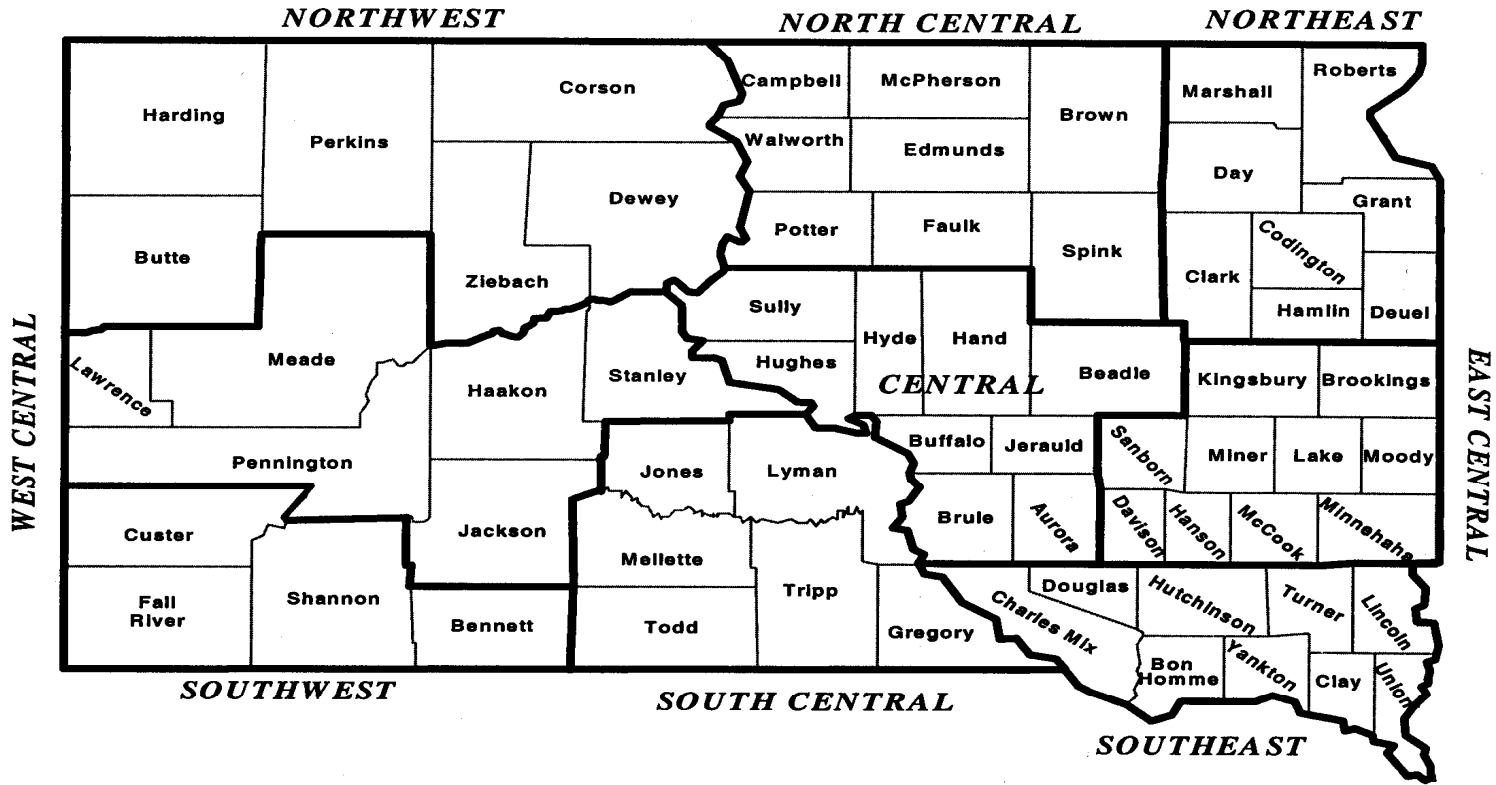 NORTHWEST
NORTH CENTRAL
NORTHEAST
Harding
Perkins
Corson
Campbell
McPherson
Brown
Marshall
Roberts
Walworth
Edmunds
Day
Dewey
Grant
Butte
Ziebach
Potter
Faulk
Spink
Clark
Codington
Hamlin
Deuel
Sully
Hyde
Hand
Lawrence
Meade
Haakon
Stanley
Hughes
CENTRAL
Beadle
Kingsbury
Brookings
WEST CENTRAL
EAST CENTRAL
Pennington
Jones
Lyman
Buffalo
Jerauld
Sanborn
Miner
Lake
Moody
Custer
Jackson
Mellette
Brule
Aurora
Davison
Hanson
McCook
Minnehaha
Fall
River
Shannon
Bennett
Todd
Tripp
Gregory
Charles Mix
Douglas
Hutchinson
Turner
Lincoln
Bon
Homme
Yankton
Clay
Union
SOUTHWEST
SOUTH CENTRAL
SOUTHEAST